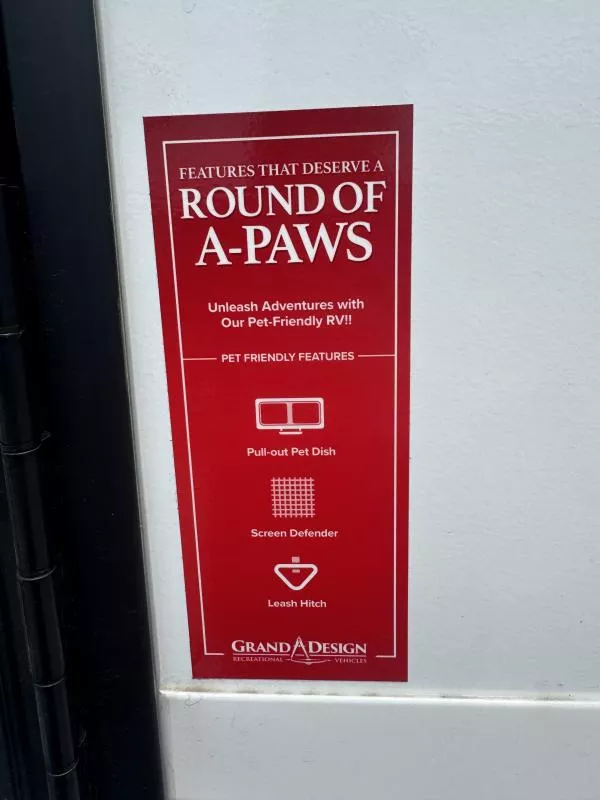 FEATURES THAT DESERVE A
ROUND OF
A-PAWS
Unleash Adventures with
Our Pet-Friendly RV!!
PET FRIENDLY FEATURES
Pull-out Pet Dish
Screen Defender
Leash Hitch
GRAND DESIGN
RECREATIONAL VEHICLES